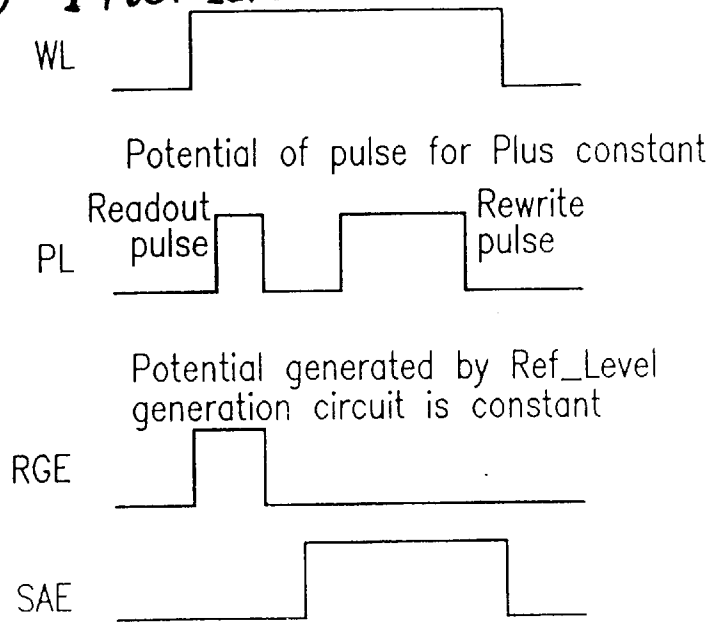 WL
Potential of pulse for Plus constant
Readout
pulse
Rewrite
pulse
PL
Potential generated by Ref_Level
generation circuit is constant
RGE
SAE